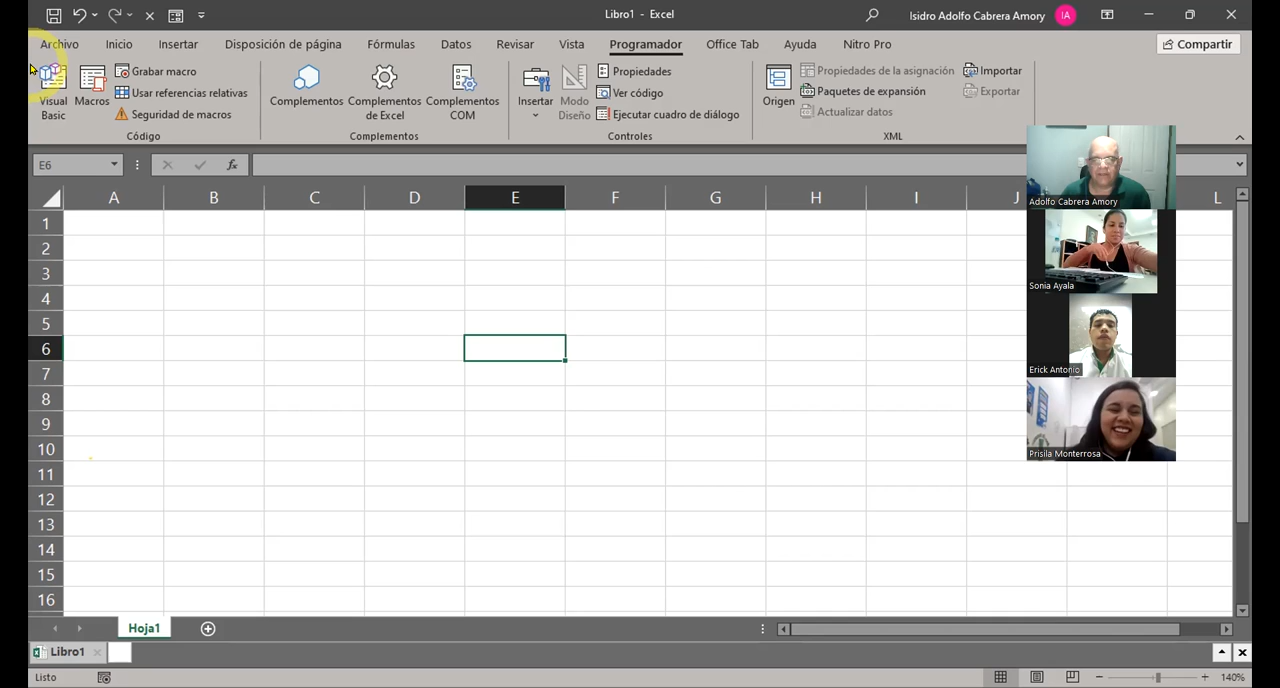 Libro1 - Excel
Isidro Adolfo Cabrera Amory
IA
Archivo
Inicio
Insertar
Disposición de página
Fórmulas
Datos
Revisar
Vista
Programador
Office Tab
Ayuda
Nitro Pro
Compartir
Visual Basic
Macros
Grabar macro
Usar referencias relativas
Seguridad de macros
Código
Complementos
Complementos de Excel
Complementos COM
Complementos
Insertar
Modo Diseño
Propiedades
Ver código
Ejecutar cuadro de diálogo
Controles
Origen
Propiedades de la asignación
Paquetes de expansión
Actualizar datos
Importar
Exportar
XML
E6
fx
A B C D E F G H I J L
1
2
3
4
5
6
7
8
9
10
11
12
13
14
15
16
Adolfo Cabrera Amory
Sonia Ayala
Erick Antonio
Prisila Monterrosa
Hoja1
Libro1
Listo
140%